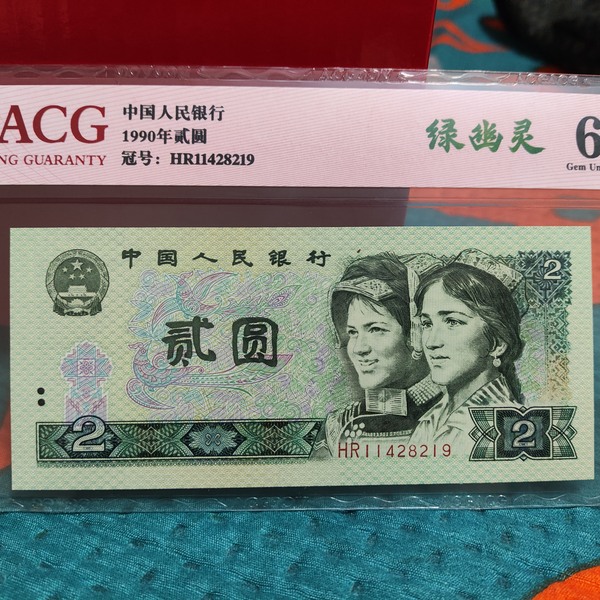 ACG
NG GUARANTY
中国人民银行
1990年贰圆
冠号：HR11428219
绿幽灵
6
Gem Un
中国人民银行
2
贰圆
2
HR11428219
2